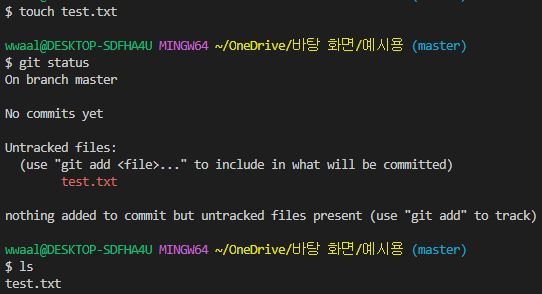 $ touch test.txt
wwaal@DESKTOP-SDFHA4U MINGW64 ~/OneDrive/바탕 화면/예시용 (master)
$ git status
On branch master
No commits yet
Untracked files:
(use "git add <file>..." to include in what will be committed)
test.txt
nothing added to commit but untracked files present (use "git add" to track)
wwaal@DESKTOP-SDFHA4U MINGW64 ~/OneDrive/바탕 화면/예시용 (master)
$ ls
test.txt